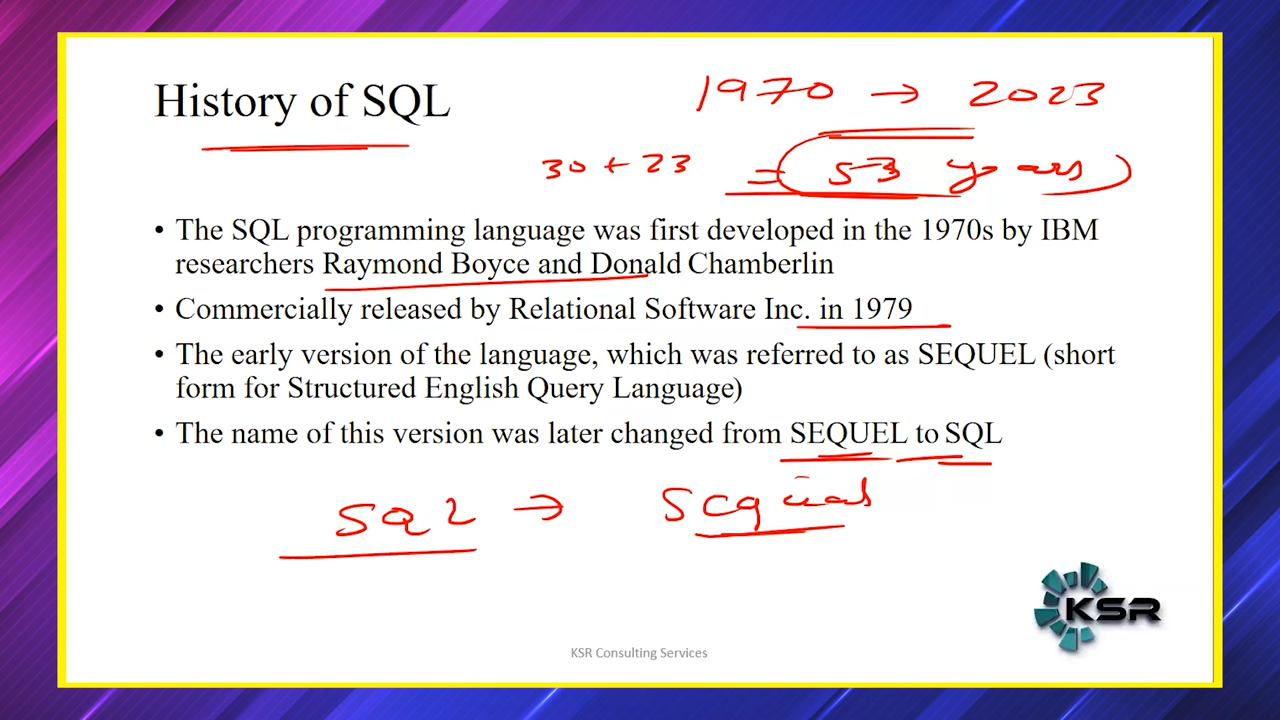 History of SQL
1970 → 2023
30 + 23 = 53 years
• The SQL programming language was first developed in the 1970s by IBM
researchers Raymond Boyce and Donald Chamberlin
• Commercially released by Relational Software Inc. in 1979
• The early version of the language, which was referred to as SEQUEL (short
form for Structured English Query Language)
• The name of this version was later changed from SEQUEL to SQL
SQL →
KSR
KSR Consulting Services